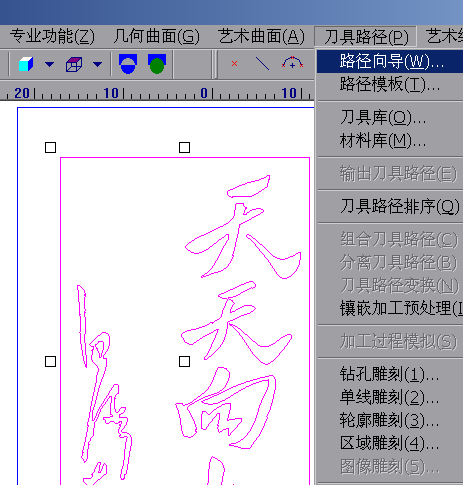 专业功能(Z) 几何曲面(G) 艺术曲面(A) 刀具路径(P) 艺术
20 10 0 10
路径向导(W)...
路径模板(T)...
刀具库(O)...
材料库(M)...
输出刀具路径(E)
刀具路径排序(Q)
组合刀具路径(C)
分离刀具路径(B)
刀具路径变换(N)
镶嵌加工预处理(I
加工过程模拟(S)
钻孔雕刻(1)...
单线雕刻(2)...
轮廓雕刻(3)...
区域雕刻(4)...
图像雕刻(5)...
天
天
向